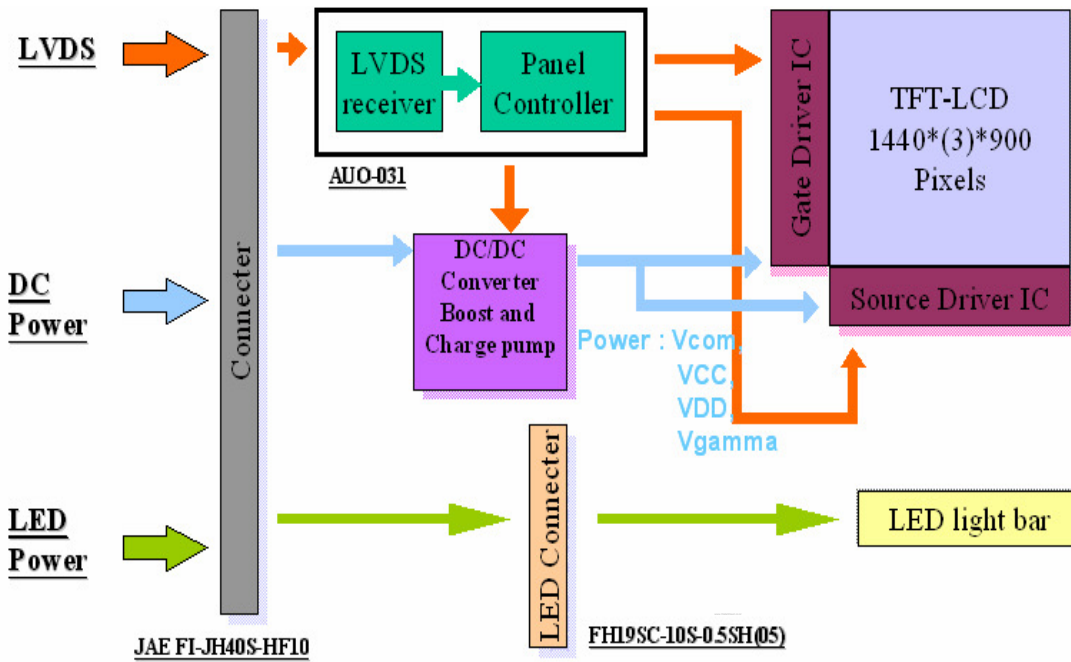 LVDS
DC
Power
LED
Power
Connecter
JAE FI-JH40S-HF10
LVDS
receiver
Panel
Controller
AUO-031
DC/DC
Converter
Boost and
Charge pump
Power : Vcom,
VCC,
VDD,
Vgamma
Gate Driver IC
TFT-LCD
1440*(3)*900
Pixels
Source Driver IC
LED Connecter
FH19SC-10S-0.5SH(05)
LED light bar